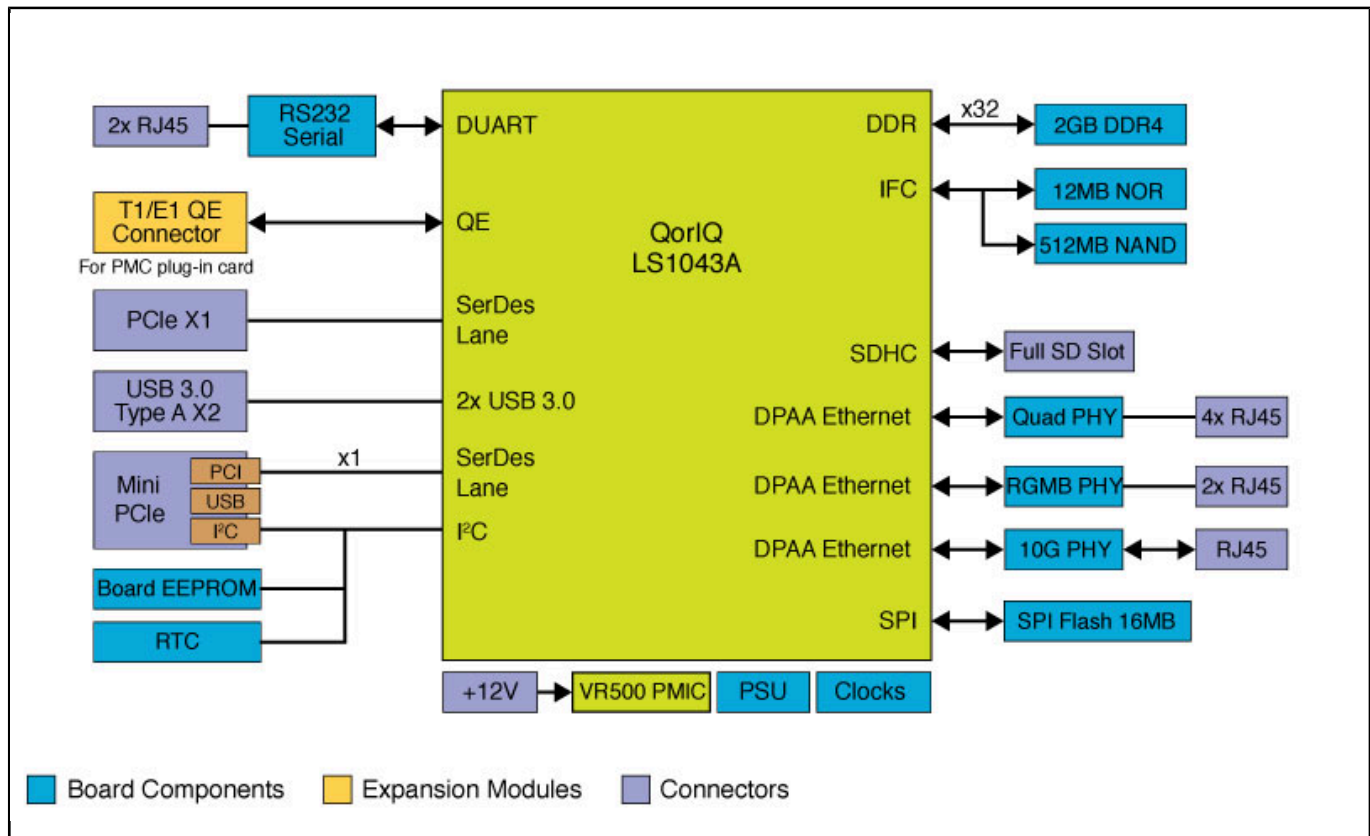 2x RJ45
RS232
Serial
DUART
T1/E1 QE
Connector
For PMC plug-in card
QE
PCIe X1
SerDes
Lane
USB 3.0
Type A X2
2x USB 3.0
Mini
PCIe
PCI
USB
I²C
x1
SerDes
Lane
I²C
Board EEPROM
RTC
QorIQ
LS1043A
DDR
x32
2GB DDR4
IFC
12MB NOR
512MB NAND
SDHC
Full SD Slot
DPAA Ethernet
Quad PHY
4x RJ45
DPAA Ethernet
RGMB PHY
2x RJ45
DPAA Ethernet
10G PHY
RJ45
SPI
SPI Flash 16MB
+12V
VR500 PMIC
PSU
Clocks
Board Components
Expansion Modules
Connectors